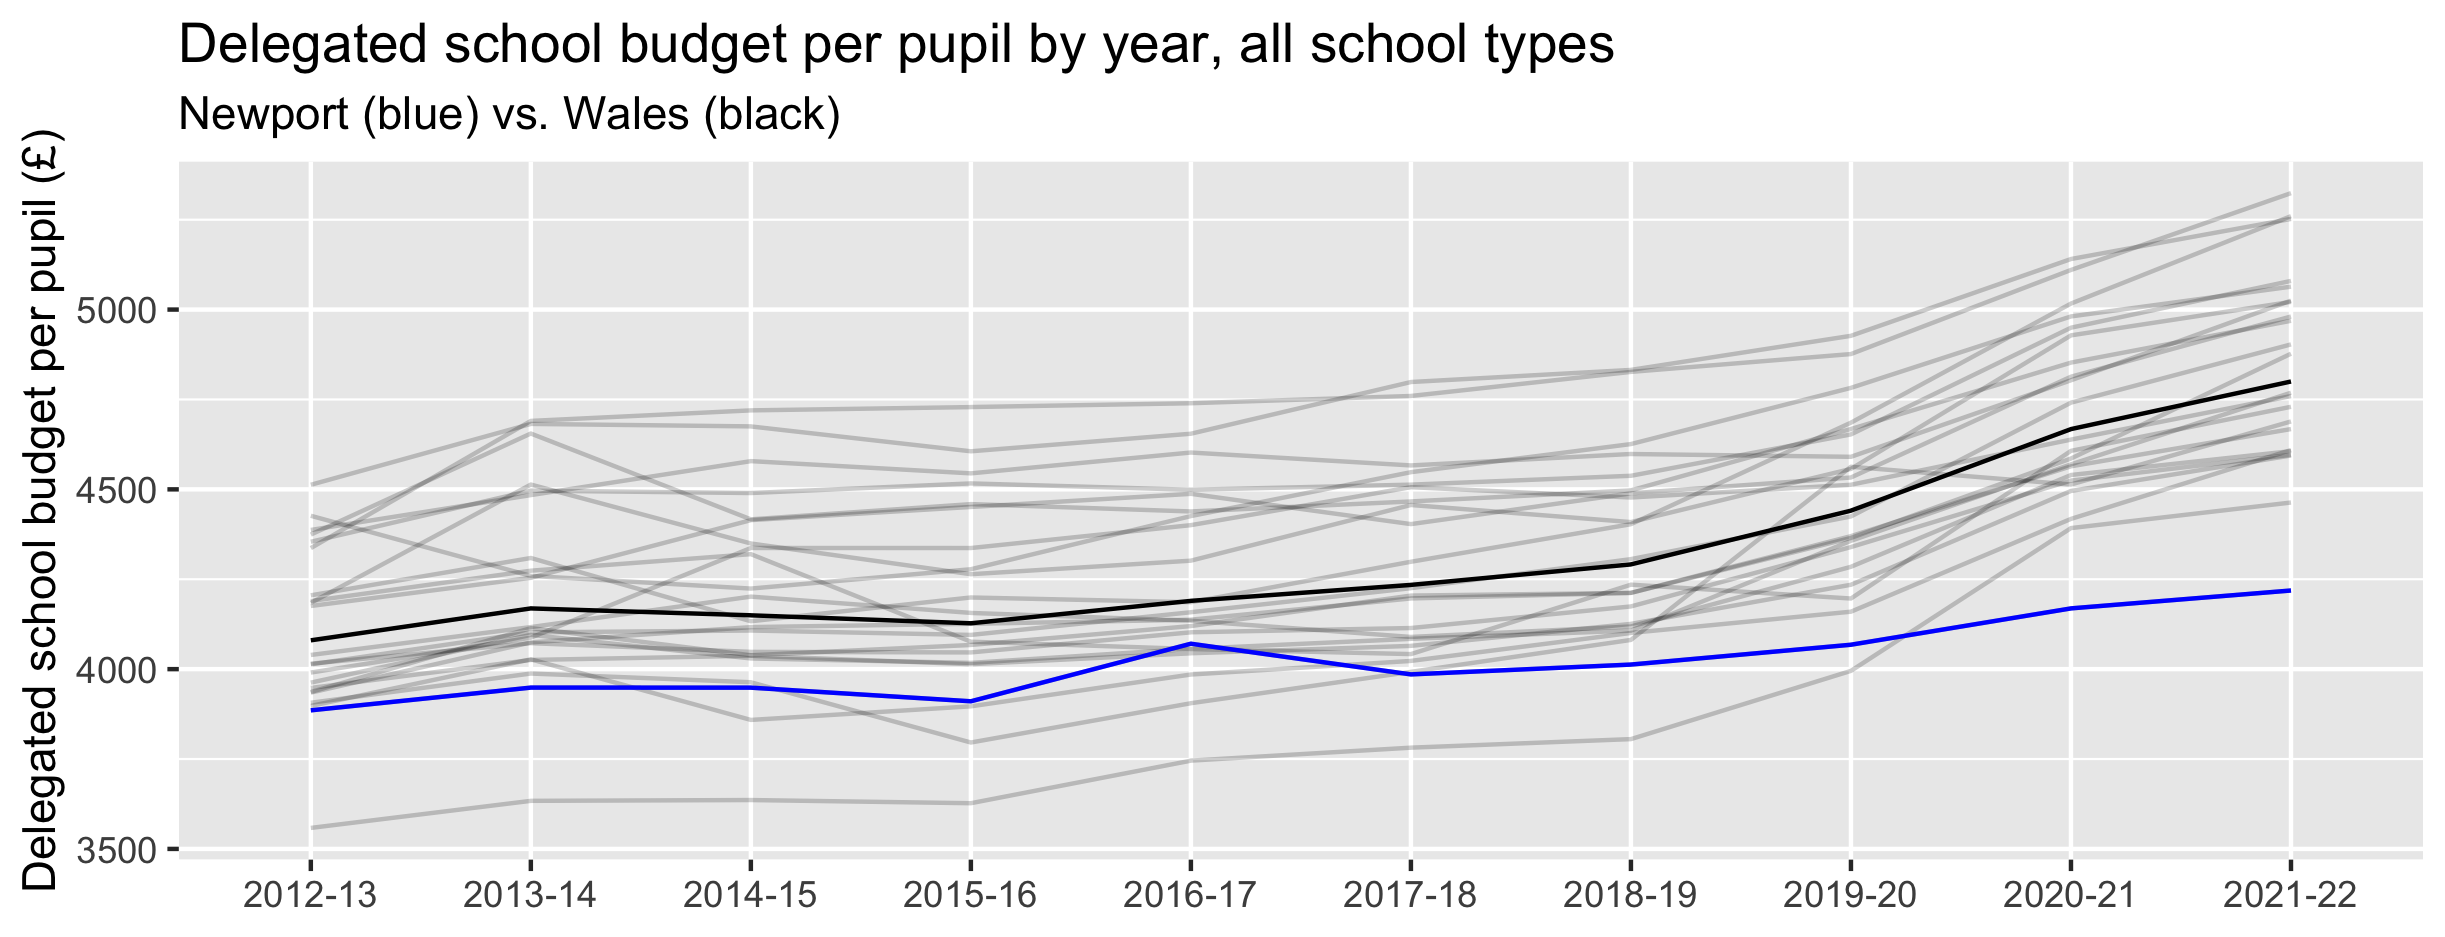 Delegated school budget per pupil by year, all school types
Newport (blue) vs. Wales (black)
Delegated school budget per pupil (£)
5000
4500
4000
3500
2012-13 2013-14 2014-15 2015-16 2016-17 2017-18 2018-19 2019-20 2020-21 2021-22